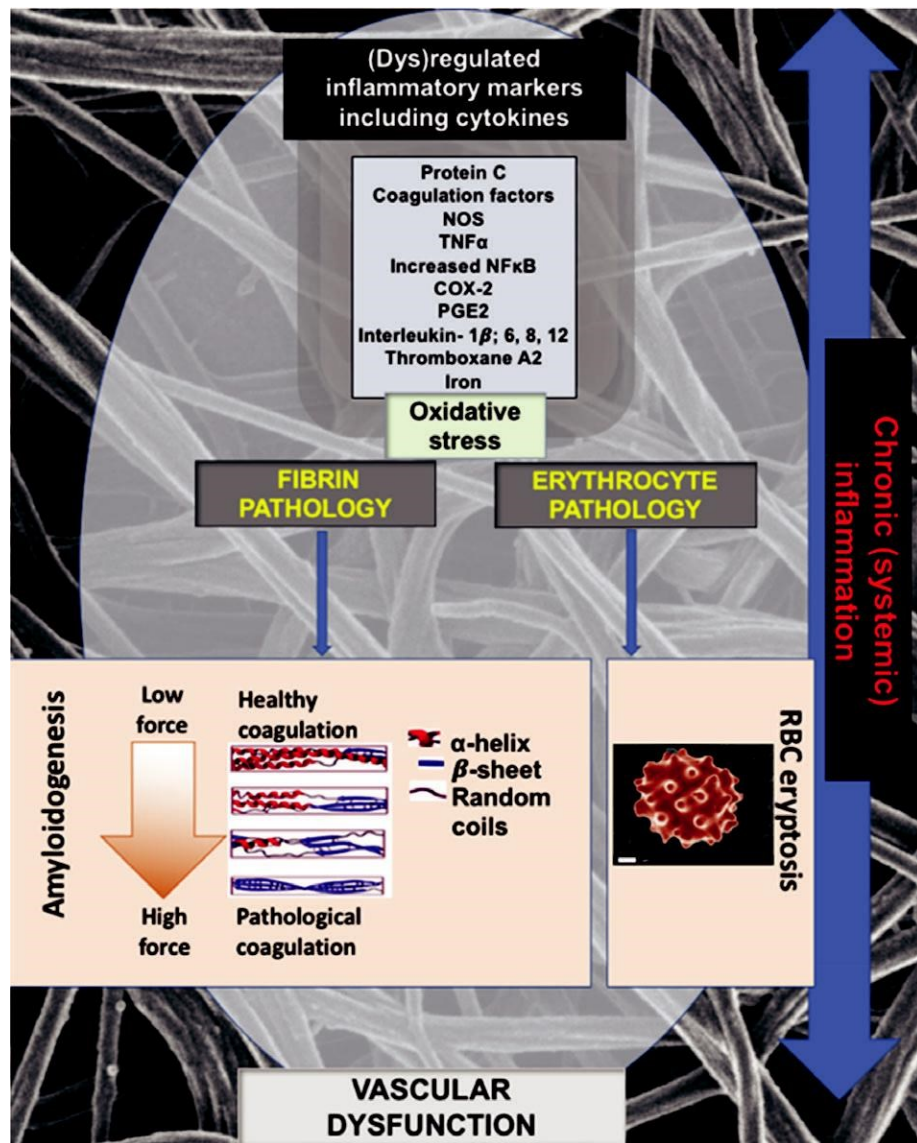 (Dys)regulated
inflammatory markers
including cytokines
Protein C
Coagulation factors
NOS
TNFα
Increased NFκB
COX-2
PGE2
Interleukin- 1β; 6, 8, 12
Thromboxane A2
Iron
Oxidative
stress
FIBRIN
PATHOLOGY
ERYTHROCYTE
PATHOLOGY
Chronic (systemic)
inflammation
Amyloidogenesis
Low
force
High
force
Healthy
coagulation
Pathological
coagulation
α-helix
β-sheet
Random
coils
RBC eryptosis
VASCULAR
DYSFUNCTION